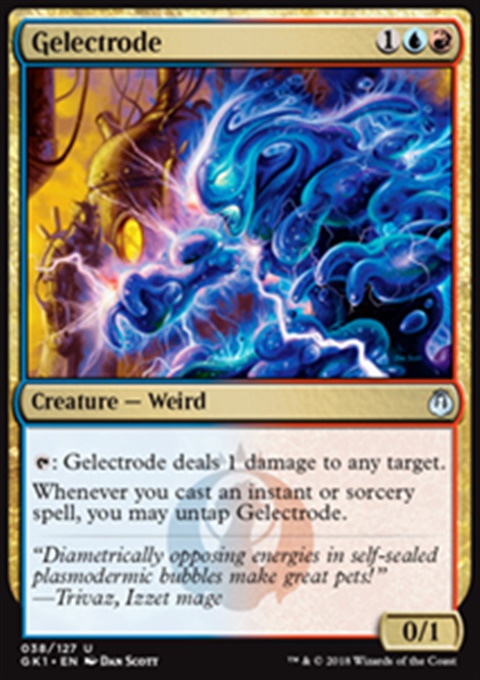 Gelectrode 1
Creature — Weird
: Gelectrode deals 1 damage to any target.
Whenever you cast an instant or sorcery
spell, you may untap Gelectrode.
"Diametrically opposing energies in self-sealed
plasmodermic bubbles make great pets!"
—Trivaz, Izzet mage
0/1
038/127 U
GK1 • EN Dan Scott
™ & © 2018 Wizards of the Coast